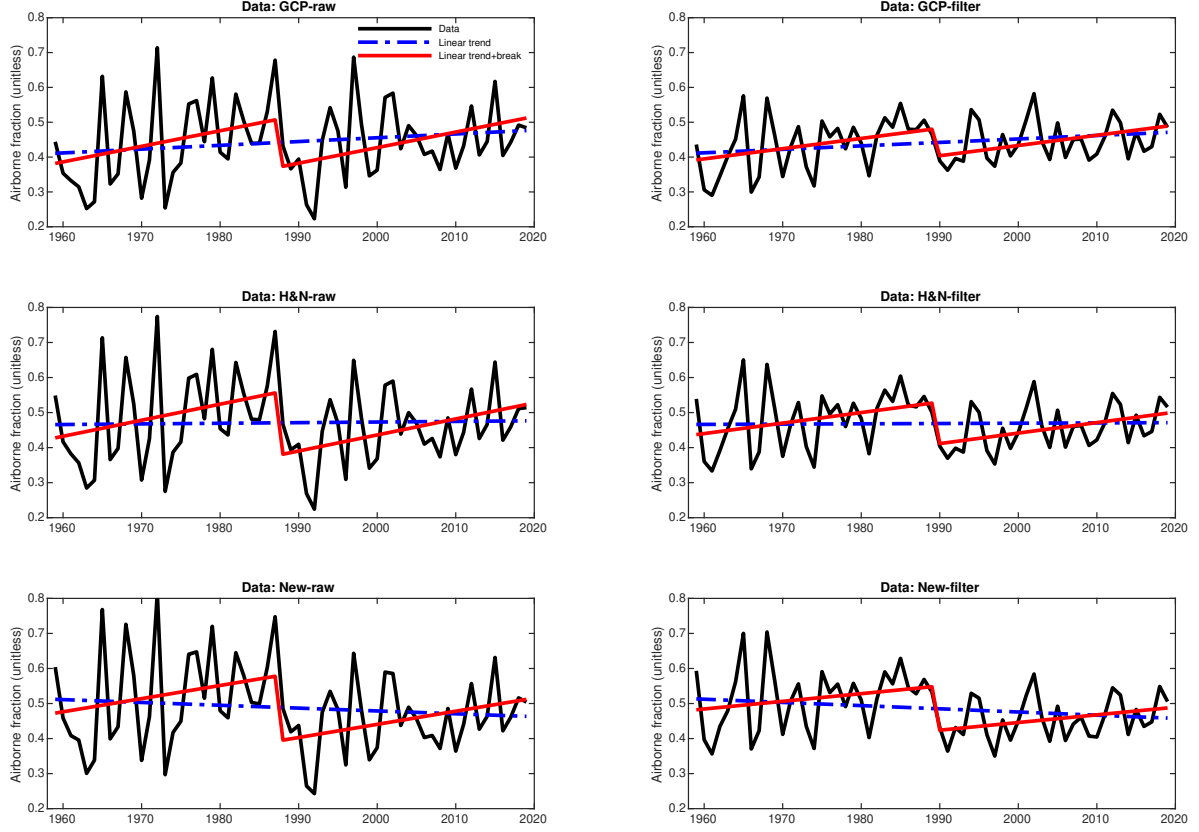 Data: GCP-raw
Airborne fraction (unitless)
0.8
0.7
0.6
0.5
0.4
0.3
0.2
Data
Linear trend
Linear trend+break
1960 1970 1980 1990 2000 2010 2020
Data: GCP-filter
Airborne fraction (unitless)
0.8
0.7
0.6
0.5
0.4
0.3
0.2
1960 1970 1980 1990 2000 2010 2020
Data: H&N-raw
Airborne fraction (unitless)
0.8
0.7
0.6
0.5
0.4
0.3
0.2
1960 1970 1980 1990 2000 2010 2020
Data: H&N-filter
Airborne fraction (unitless)
0.8
0.7
0.6
0.5
0.4
0.3
0.2
1960 1970 1980 1990 2000 2010 2020
Data: New-raw
Airborne fraction (unitless)
0.8
0.7
0.6
0.5
0.4
0.3
0.2
1960 1970 1980 1990 2000 2010 2020
Data: New-filter
Airborne fraction (unitless)
0.8
0.7
0.6
0.5
0.4
0.3
0.2
1960 1970 1980 1990 2000 2010 2020